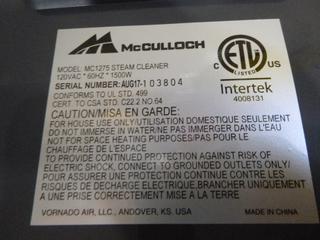 McCULLOCH
MODEL: MC1275 STEAM CLEANER
120VAC * 60HZ * 1500W
SERIAL NUMBER: AUG17-1 03804
CONFORMS TO UL STD. 499
CERT. TO CSA STD. C22.2 NO.64
C ETL US
LISTED
Intertek
4008131
CAUTION/MISA EN GARDE:
FOR HOUSE USE ONLY/UTILISATION DOMESTIQUE SEULEMENT
DO NOT IMMERSE IN WATER/NE PAS IMMERGER DANS L'EAU
NOT FOR SPACE HEATING PURPOSES/PAS POUR LE
CHAUFFAGE DE L'ESPACE
TO PROVIDE CONTINUED PROTECTION AGAINST RISK OF
ELECTRIC SHOCK, CONNECT TO GROUNDED OUTLETS ONLY/
POUR ASSURER UNE PROTECTION CONTINUE CONTRE LES
RISQUES DE DECHARGE ELECTRIQUE,BRANCHER UNIQUEMENT
A UNE PRISE CORRECTEMENT MISE A LA TERRE
VORNADO AIR, LLC., ANDOVER, KS. USA
MADE IN CHINA